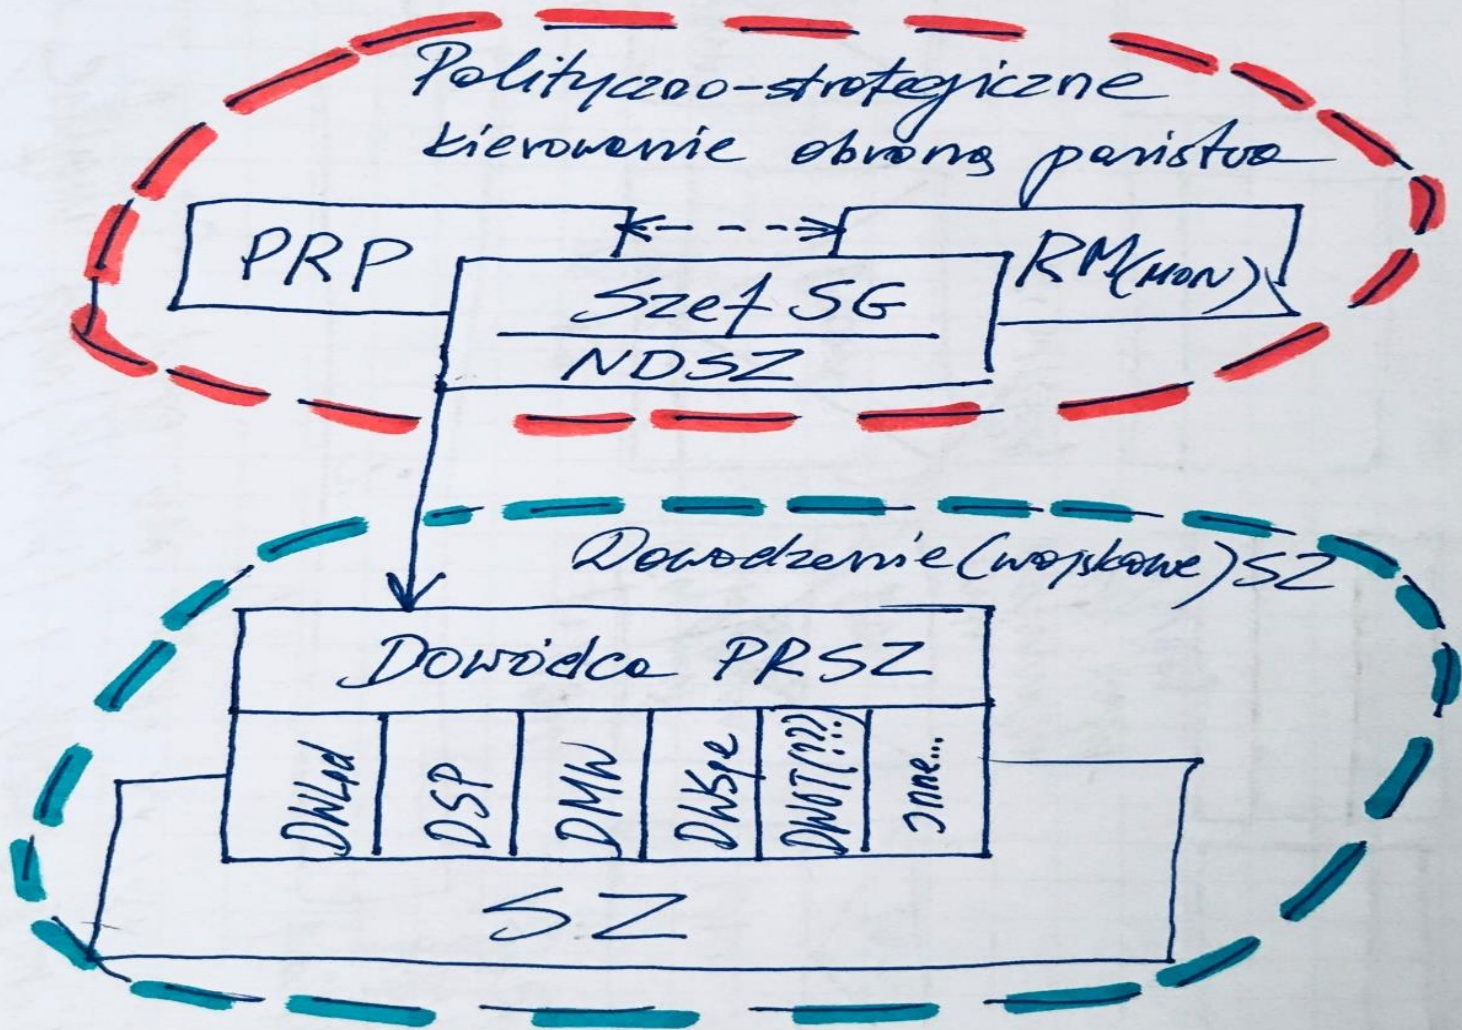 Polityczno-strategiczne
kierowanie obroną państwa
PRP
RM(MON)
Szef SG
NDSZ
Dowodzenie (wojskowe) SZ
Dowódca PRSZ
DWLąd
DSP
DMW
DWSpe
DWOT(???)
Inne...
SZ